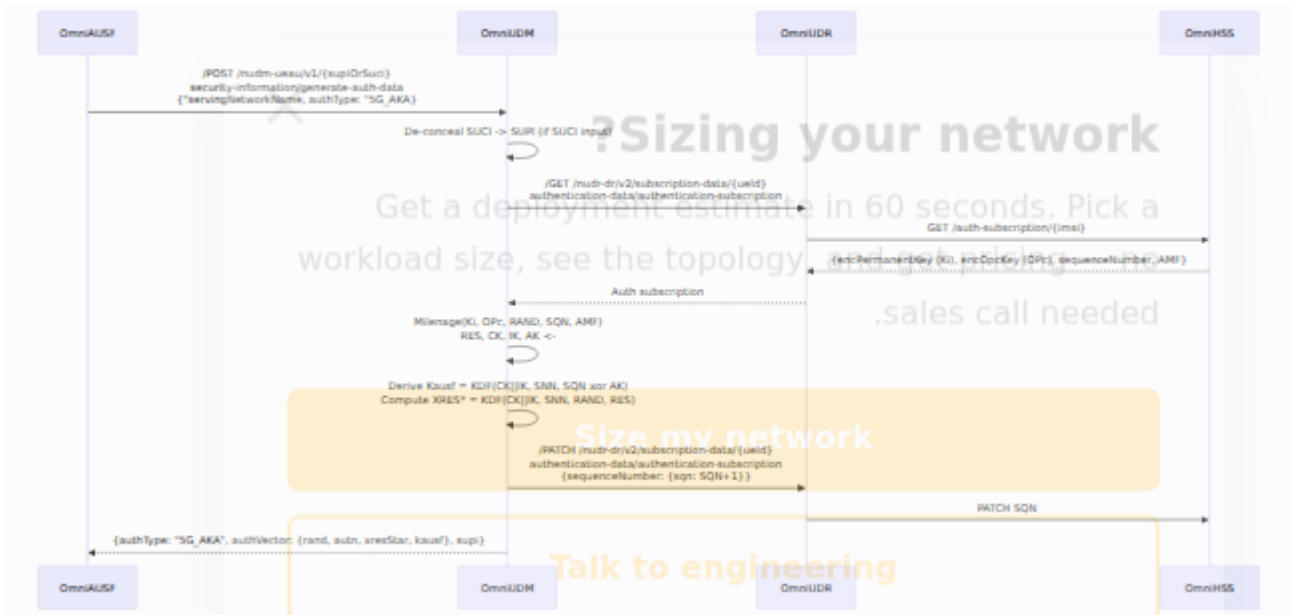 OmniAUSF
OmniUDM
OmniUDR
OmniHSS
/POST /nudm-ueau/v1/{supiOrSuci}
security-information/generate-auth-data
{"servingNetworkName, authType: "5G_AKA}
De-conceal SUCI -> SUPI (if SUCI input)
?Sizing your network
/GET /nudr-dr/v2/subscription-data/{ueId}
authentication-data/authentication-subscription
Get a deployment estimate in 60 seconds. Pick a
GET /auth-subscription/{imsi}
workload size, see the topology, and get pricing — no
{encPermanentKey (Ki), encOpcKey (OPc), sequenceNumber, AMF}
Auth subscription
.sales call needed
Milenage(Ki, OPc, RAND, SQN, AMF)
RES, CK, IK, AK <-
Derive Kausf = KDF(CK||IK, SNN, SQN xor AK)
Compute XRES* = KDF(CK||IK, SNN, RAND, RES)
Size my network
/PATCH /nudr-dr/v2/subscription-data/{ueId}
authentication-data/authentication-subscription
{sequenceNumber: {sqn: SQN+1}}
PATCH SQN
{authType: "5G_AKA", authVector: {rand, autn, xresStar, kausf}, supi}
Talk to engineering
OmniAUSF
OmniUDM
OmniUDR
OmniHSS